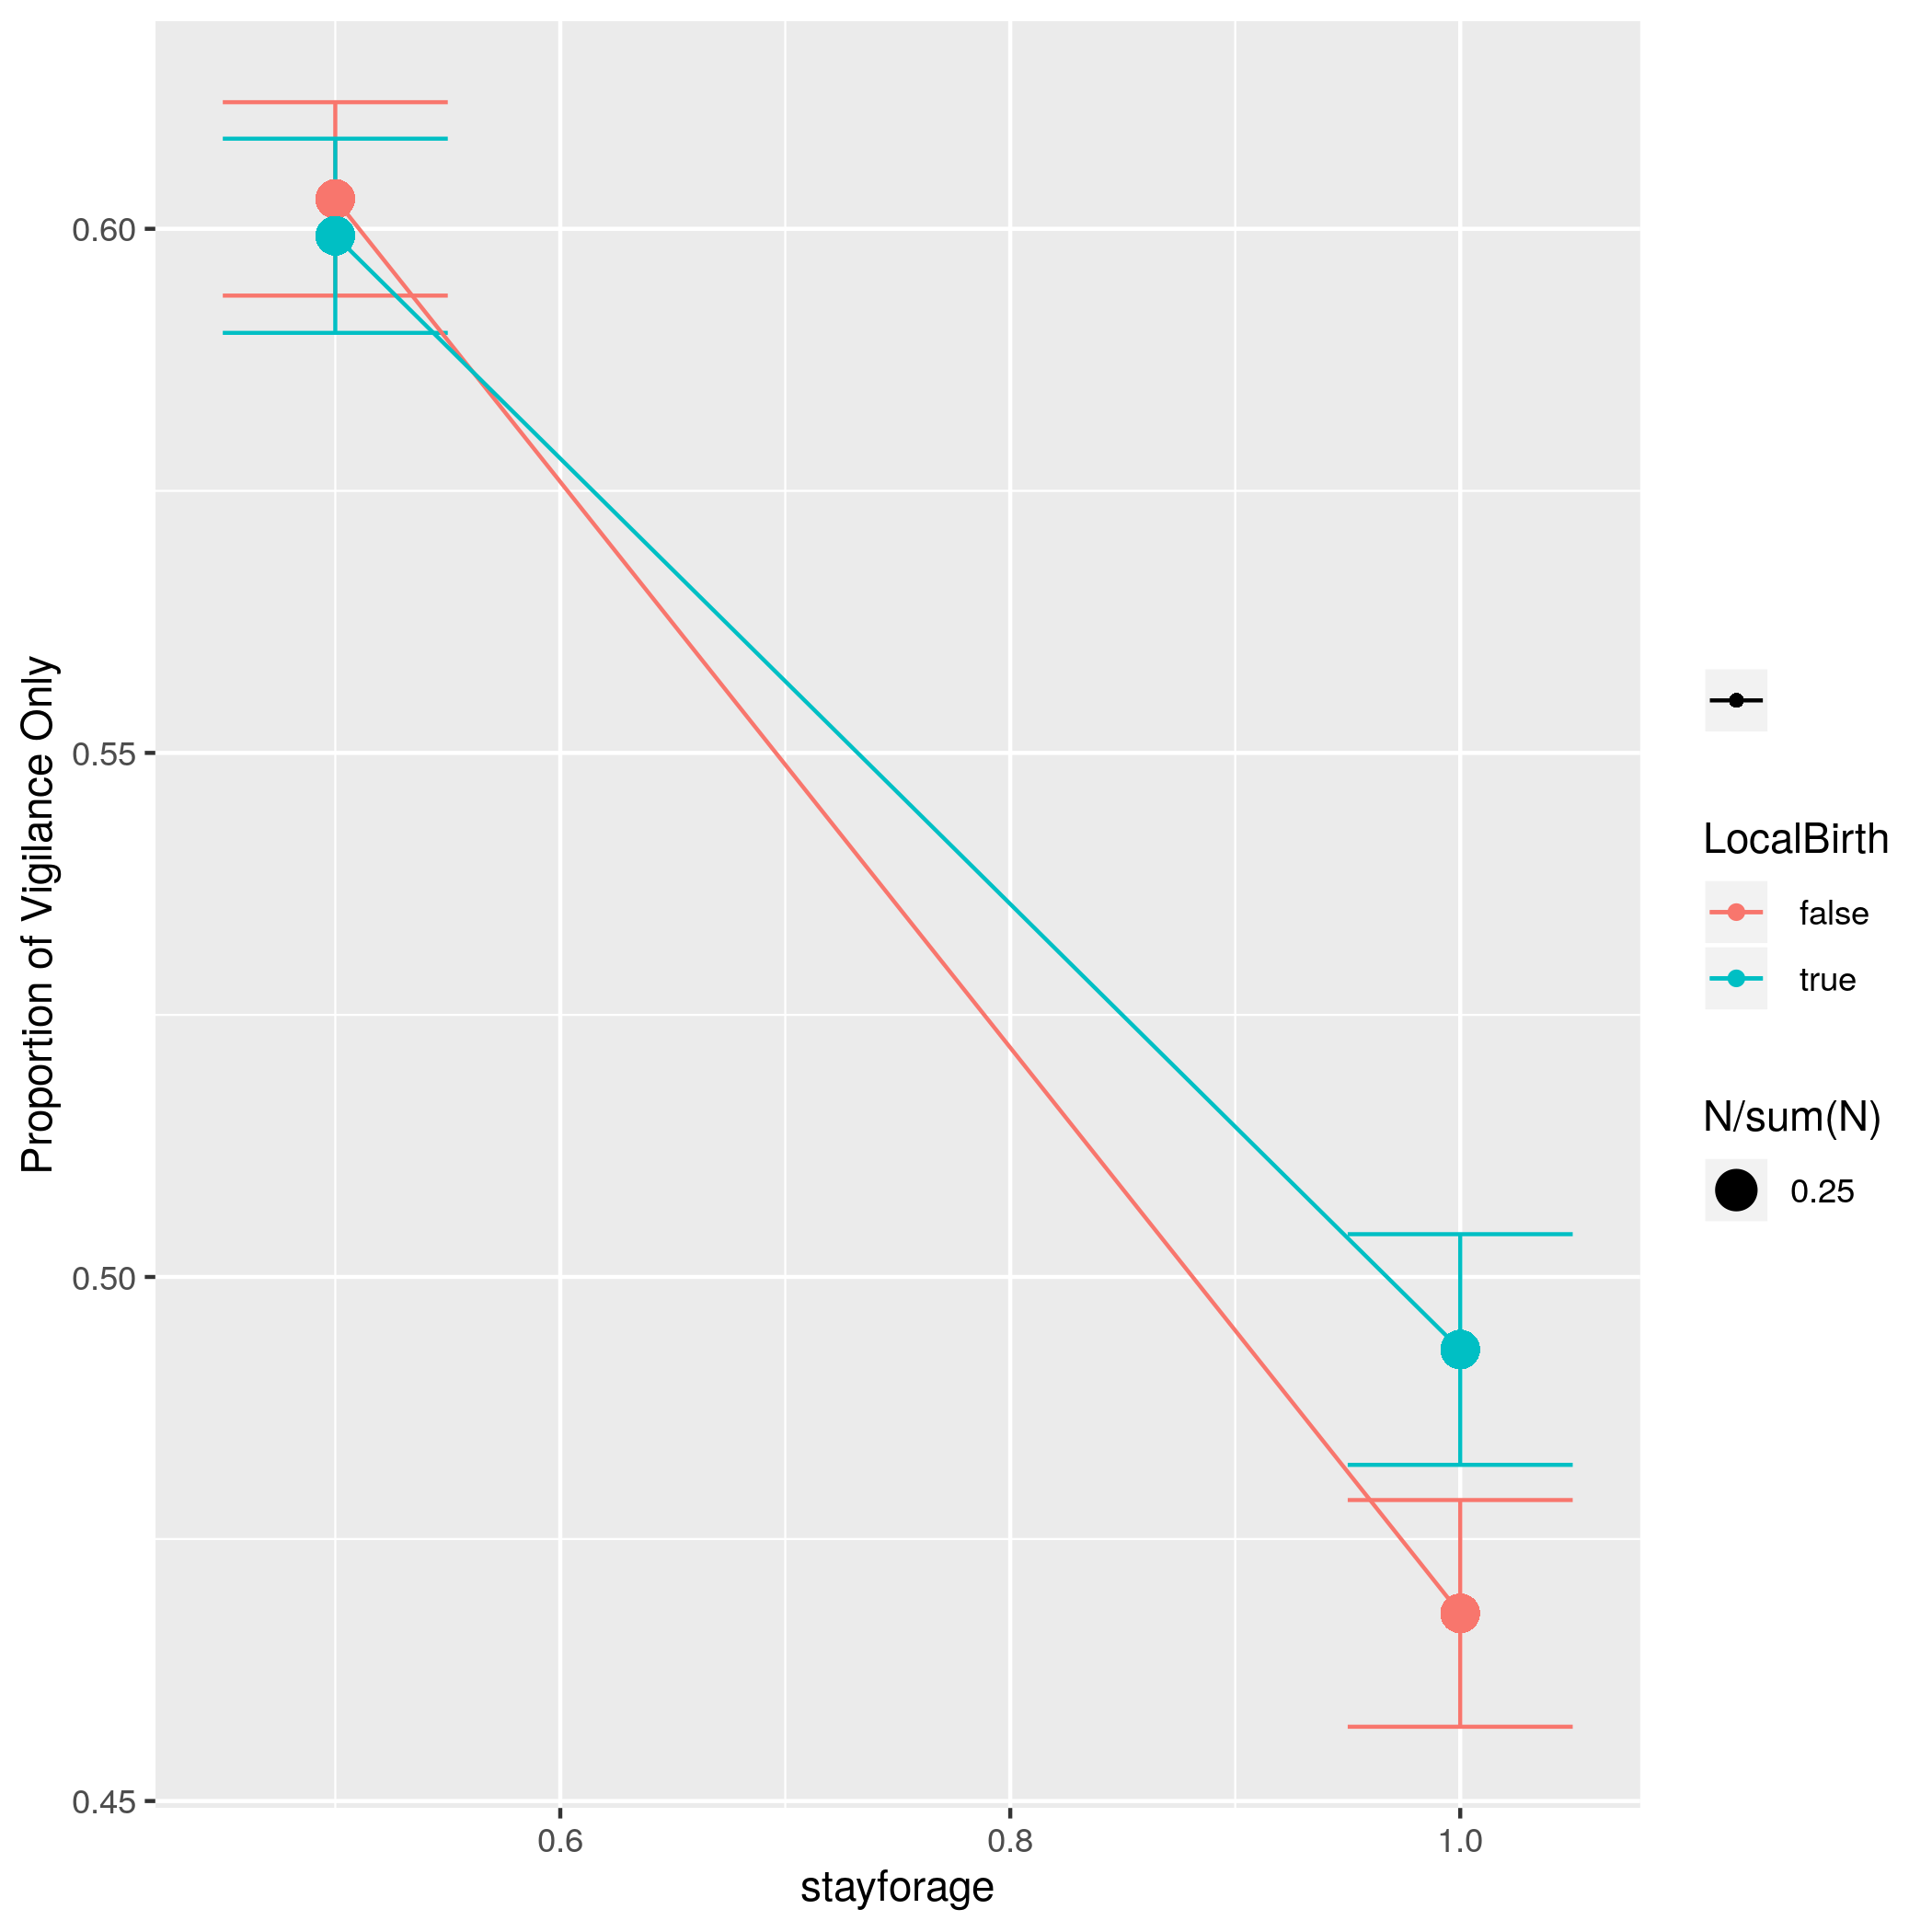 Proportion of Vigilance Only
0.60
0.55
0.50
0.45
0.6
0.8
1.0
stayforage
LocalBirth
false
true
N/sum(N)
0.25